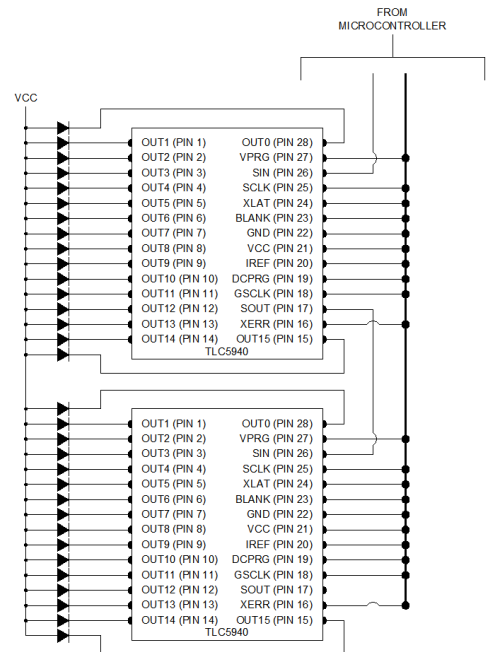 FROM
MICROCONTROLLER
VCC
OUT1 (PIN 1) OUT0 (PIN 28)
OUT2 (PIN 2) VPRG (PIN 27)
OUT3 (PIN 3) SIN (PIN 26)
OUT4 (PIN 4) SCLK (PIN 25)
OUT5 (PIN 5) XLAT (PIN 24)
OUT6 (PIN 6) BLANK (PIN 23)
OUT7 (PIN 7) GND (PIN 22)
OUT8 (PIN 8) VCC (PIN 21)
OUT9 (PIN 9) IREF (PIN 20)
OUT10 (PIN 10) DCPRG (PIN 19)
OUT11 (PIN 11) GSCLK (PIN 18)
OUT12 (PIN 12) SOUT (PIN 17)
OUT13 (PIN 13) XERR (PIN 16)
OUT14 (PIN 14) OUT15 (PIN 15)
TLC5940
OUT1 (PIN 1) OUT0 (PIN 28)
OUT2 (PIN 2) VPRG (PIN 27)
OUT3 (PIN 3) SIN (PIN 26)
OUT4 (PIN 4) SCLK (PIN 25)
OUT5 (PIN 5) XLAT (PIN 24)
OUT6 (PIN 6) BLANK (PIN 23)
OUT7 (PIN 7) GND (PIN 22)
OUT8 (PIN 8) VCC (PIN 21)
OUT9 (PIN 9) IREF (PIN 20)
OUT10 (PIN 10) DCPRG (PIN 19)
OUT11 (PIN 11) GSCLK (PIN 18)
OUT12 (PIN 12) SOUT (PIN 17)
OUT13 (PIN 13) XERR (PIN 16)
OUT14 (PIN 14) OUT15 (PIN 15)
TLC5940